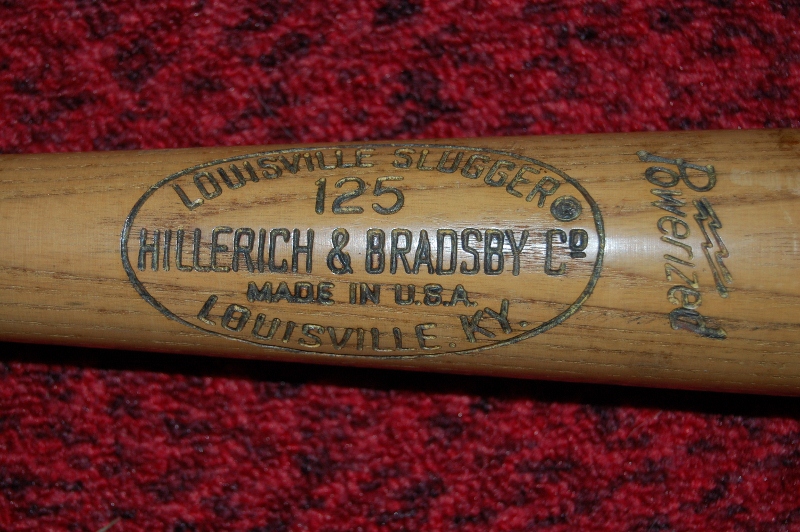 LOUISVILLE SLUGGER®
125
HILLERICH & BRADSBY Cº
MADE IN U.S.A.
LOUISVILLE. KY.
Powerized